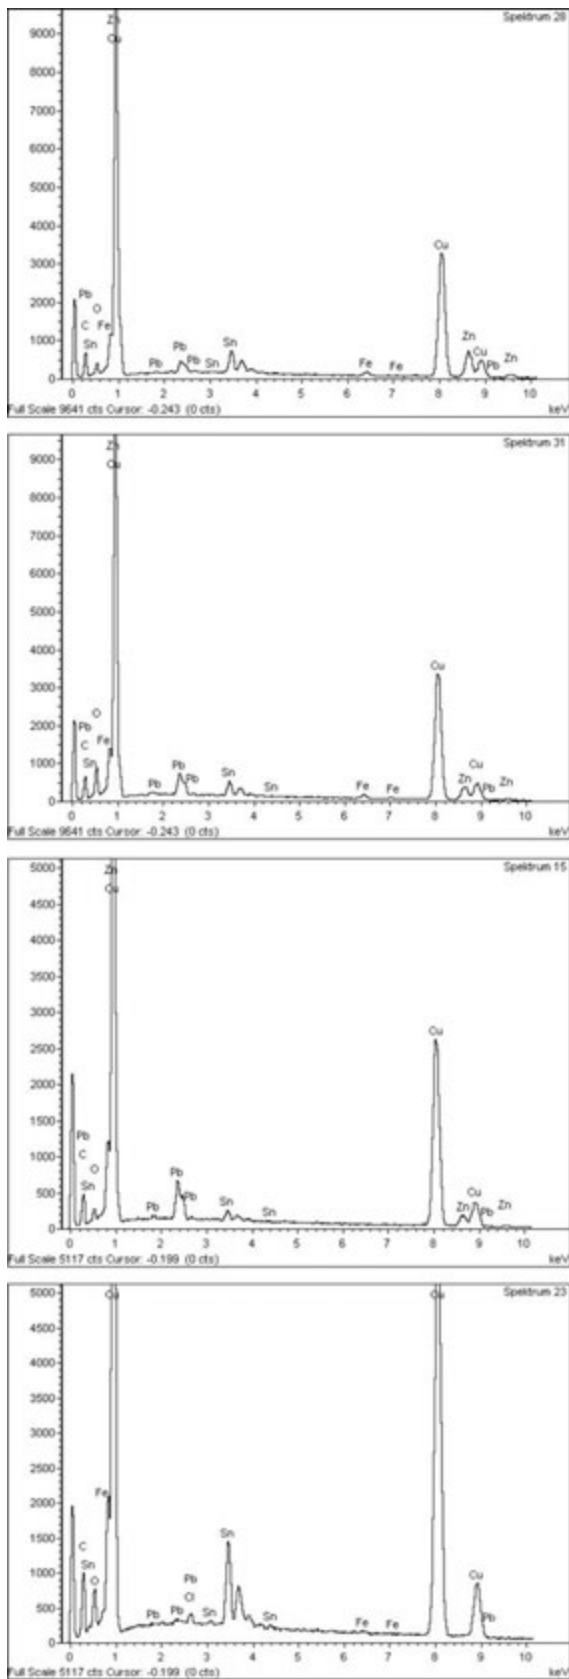 Spektrum 28
Zn
Cu
9000
8000
7000
6000
5000
4000
3000
2000
1000
0
Pb
C
O
Sn
Fe
Pb
Pb
Pb
Sn
Sn
Fe
Fe
Cu
Zn
Cu
Pb
Zn
0 1 2 3 4 5 6 7 8 9 10
Full Scale 9641 cts Cursor: -0.243 (0 cts) keV
Spektrum 31
Zn
Cu
9000
8000
7000
6000
5000
4000
3000
2000
1000
0
Pb
C
O
Sn
Fe
Pb
Pb
Pb
Sn
Sn
Fe
Fe
Cu
Zn
Cu
Pb
Zn
0 1 2 3 4 5 6 7 8 9 10
Full Scale 9641 cts Cursor: -0.243 (0 cts) keV
Spektrum 15
Zn
Cu
5000
4500
4000
3500
3000
2500
2000
1500
1000
500
0
Pb
C
Sn
O
Pb
Pb
Pb
Sn
Sn
Cu
Zn
Cu
Pb
Zn
0 1 2 3 4 5 6 7 8 9 10
Full Scale 5117 cts Cursor: -0.199 (0 cts) keV
Spektrum 23
Cu
Cu
5000
4500
4000
3500
3000
2500
2000
1500
1000
500
0
Fe
C
Sn
O
Pb
Pb
Pb
Cl
Sn
Sn
Sn
Fe
Fe
Cu
Pb
0 1 2 3 4 5 6 7 8 9 10
Full Scale 5117 cts Cursor: -0.199 (0 cts) keV